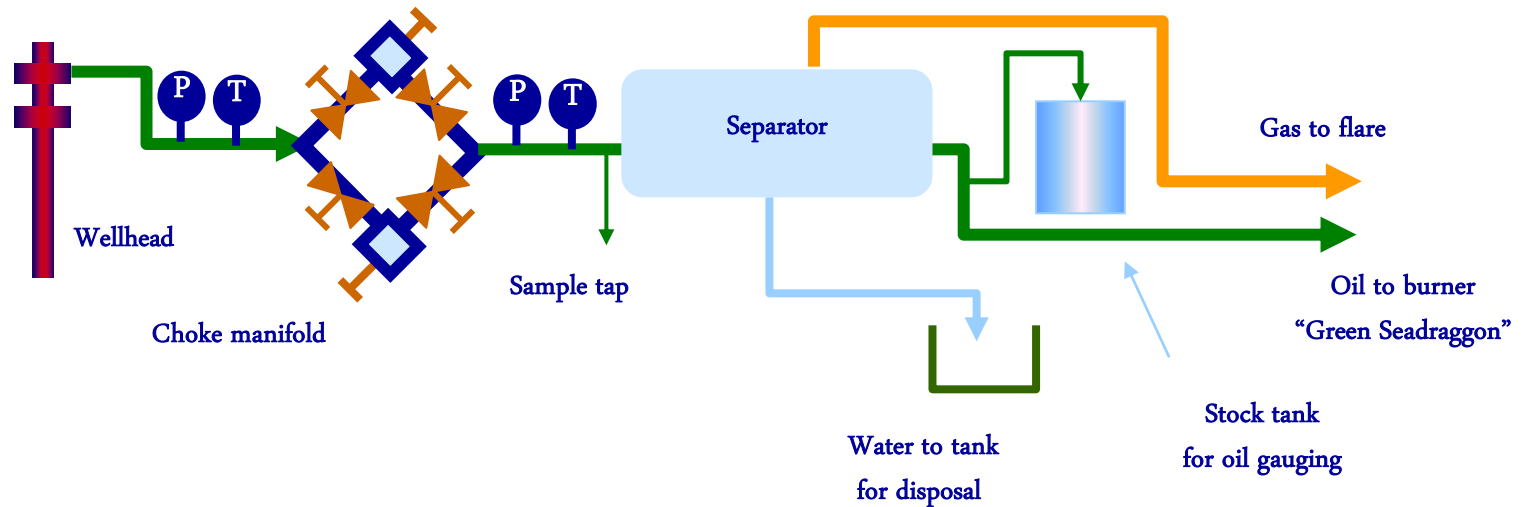 P
T
P
T
Separator
Gas to flare
Wellhead
Sample tap
Oil to burner
“Green Seadraggon”
Choke manifold
Stock tank
for oil gauging
Water to tank
for disposal